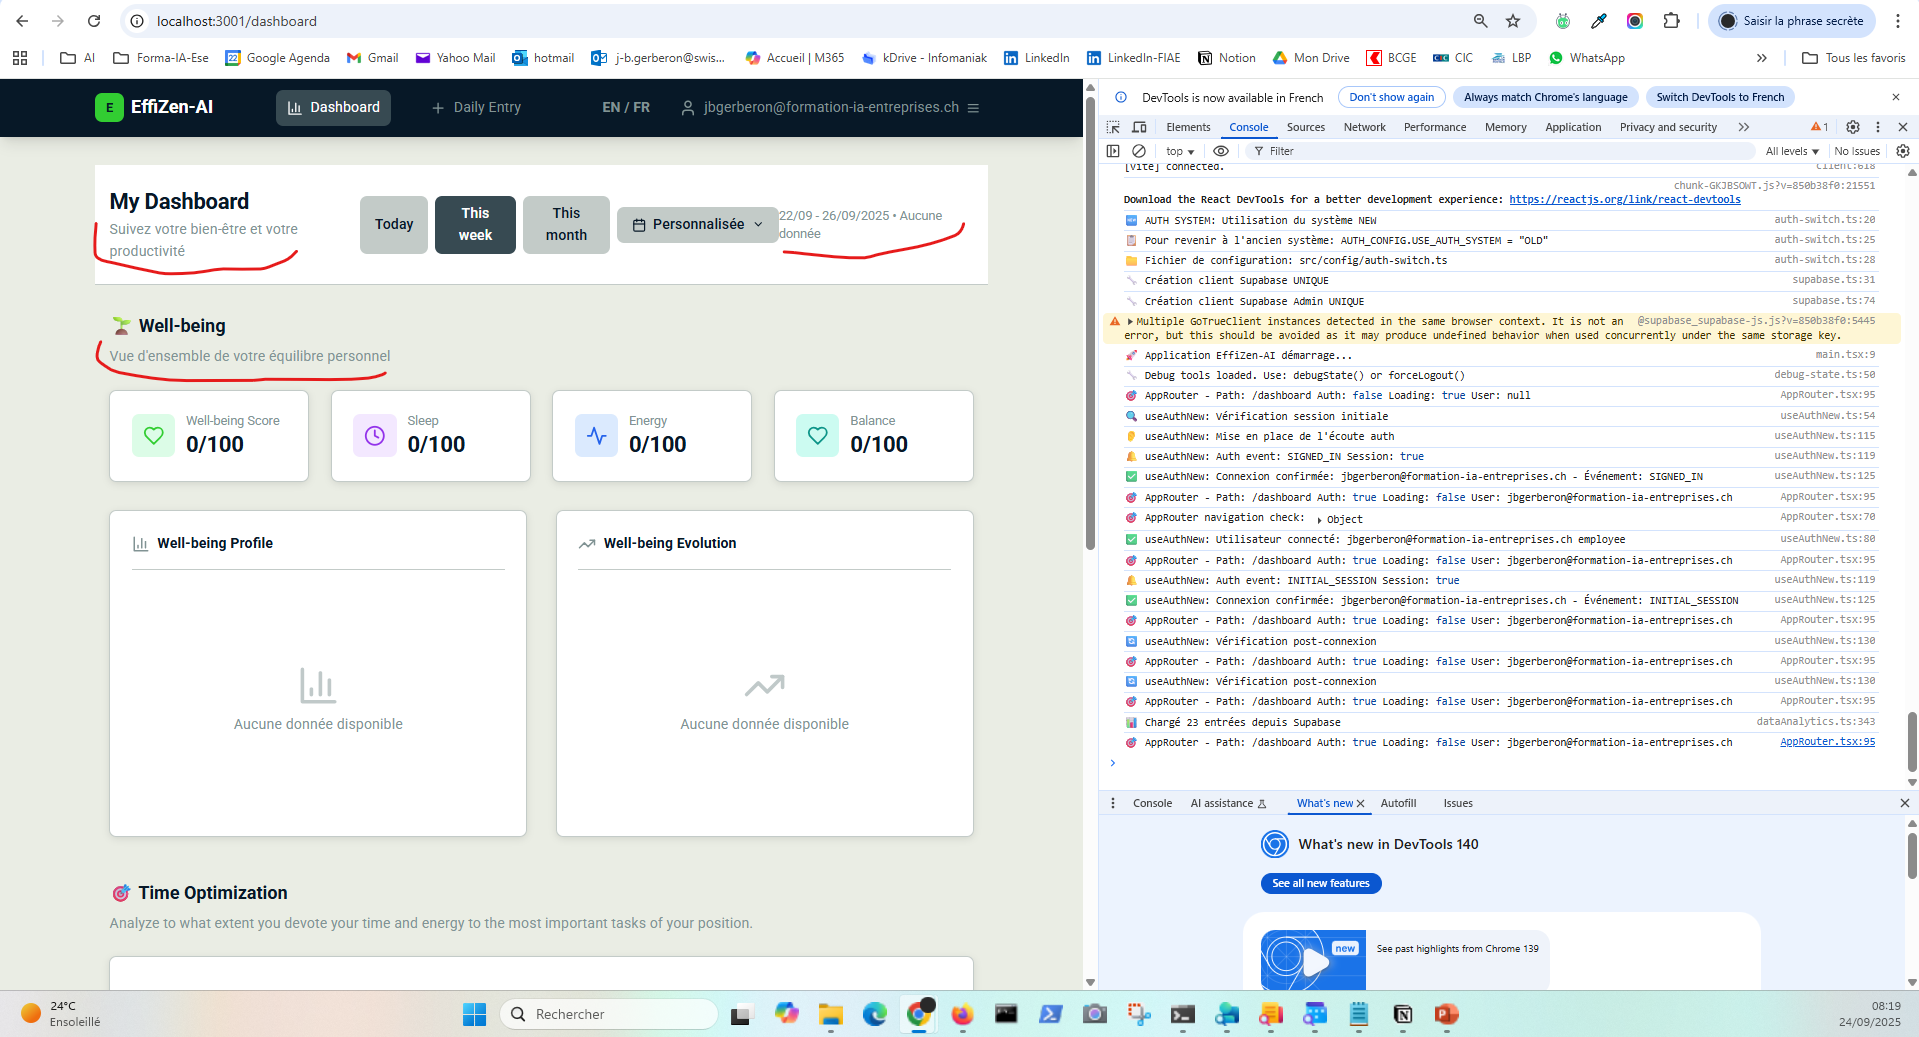 localhost:3001/dashboard
Saisir la phrase secrète
AI
Forma-IA-Ese
Google Agenda
Gmail
Yahoo Mail
hotmail
j-b.gerberon@swis...
Accueil | M365
kDrive - Infomaniak
LinkedIn
LinkedIn-FIAE
Notion
Mon Drive
BCGE
CIC
LBP
WhatsApp
Tous les favoris
E
EffiZen-AI
Dashboard
Daily Entry
EN / FR
jbgerberon@formation-ia-entreprises.ch
My Dashboard
Suivez votre bien-être et votre
productivité
Today
This
week
This
month
Personnalisée
22/09 - 26/09/2025 • Aucune
donnée
Well-being
Vue d'ensemble de votre équilibre personnel
Well-being Score
0/100
Sleep
0/100
Energy
0/100
Balance
0/100
Well-being Profile
Aucune donnée disponible
Well-being Evolution
Aucune donnée disponible
Time Optimization
Analyze to what extent you devote your time and energy to the most important tasks of your position.
DevTools is now available in French
Don't show again
Always match Chrome's language
Switch DevTools to French
Elements
Console
Sources
Network
Performance
Memory
Application
Privacy and security
1
top
Filter
All levels
No Issues
[vite] connected. client:618
chunk-GKJBSOWT.js?v=850b38f0:21551
Download the React DevTools for a better development experience: https://reactjs.org/link/react-devtools
AUTH SYSTEM: Utilisation du système NEW auth-switch.ts:20
Pour revenir à l'ancien système: AUTH_CONFIG.USE_AUTH_SYSTEM = "OLD" auth-switch.ts:25
Fichier de configuration: src/config/auth-switch.ts auth-switch.ts:28
Création client Supabase UNIQUE supabase.ts:31
Création client Supabase Admin UNIQUE supabase.ts:74
Multiple GoTrueClient instances detected in the same browser context. It is not an @supabase_supabase-js.js?v=850b38f0:5445
error, but this should be avoided as it may produce undefined behavior when used concurrently under the same storage key.
Application EffiZen-AI démarrage... main.tsx:9
Debug tools loaded. Use: debugState() or forceLogout() debug-state.ts:50
AppRouter - Path: /dashboard Auth: false Loading: true User: null AppRouter.tsx:95
useAuthNew: Vérification session initiale useAuthNew.ts:54
useAuthNew: Mise en place de l'écoute auth useAuthNew.ts:115
useAuthNew: Auth event: SIGNED_IN Session: true useAuthNew.ts:119
useAuthNew: Connexion confirmée: jbgerberon@formation-ia-entreprises.ch - Événement: SIGNED_IN useAuthNew.ts:125
AppRouter - Path: /dashboard Auth: true Loading: false User: jbgerberon@formation-ia-entreprises.ch AppRouter.tsx:95
AppRouter navigation check: Object AppRouter.tsx:70
useAuthNew: Utilisateur connecté: jbgerberon@formation-ia-entreprises.ch employee useAuthNew.ts:80
AppRouter - Path: /dashboard Auth: true Loading: false User: jbgerberon@formation-ia-entreprises.ch AppRouter.tsx:95
useAuthNew: Auth event: INITIAL_SESSION Session: true useAuthNew.ts:119
useAuthNew: Connexion confirmée: jbgerberon@formation-ia-entreprises.ch - Événement: INITIAL_SESSION useAuthNew.ts:125
AppRouter - Path: /dashboard Auth: true Loading: false User: jbgerberon@formation-ia-entreprises.ch AppRouter.tsx:95
useAuthNew: Vérification post-connexion useAuthNew.ts:130
AppRouter - Path: /dashboard Auth: true Loading: false User: jbgerberon@formation-ia-entreprises.ch AppRouter.tsx:95
useAuthNew: Vérification post-connexion useAuthNew.ts:130
AppRouter - Path: /dashboard Auth: true Loading: false User: jbgerberon@formation-ia-entreprises.ch AppRouter.tsx:95
Chargé 23 entrées depuis Supabase dataAnalytics.ts:343
AppRouter - Path: /dashboard Auth: true Loading: false User: jbgerberon@formation-ia-entreprises.ch AppRouter.tsx:95
Console
AI assistance
What's new
Autofill
Issues
What's new in DevTools 140
See all new features
new
See past highlights from Chrome 139
24°C
Ensoleillé
Rechercher
08:19
24/09/2025